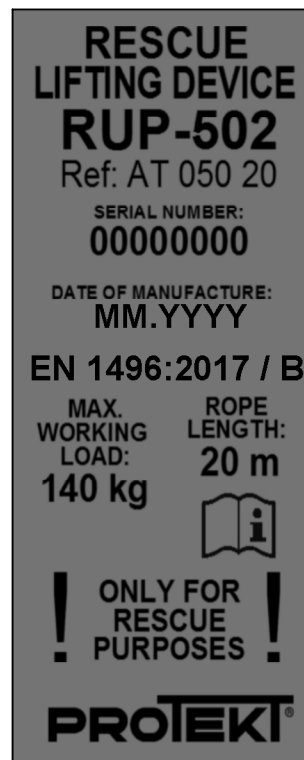 RESCUE
LIFTING DEVICE
RUP-502
Ref: AT 050 20
SERIAL NUMBER:
00000000
DATE OF MANUFACTURE:
MM.YYYY
EN 1496:2017 / B
MAX.
WORKING
LOAD:
140 kg
ROPE
LENGTH:
20 m
i
! ONLY FOR !
RESCUE
PURPOSES
PROTEKT®